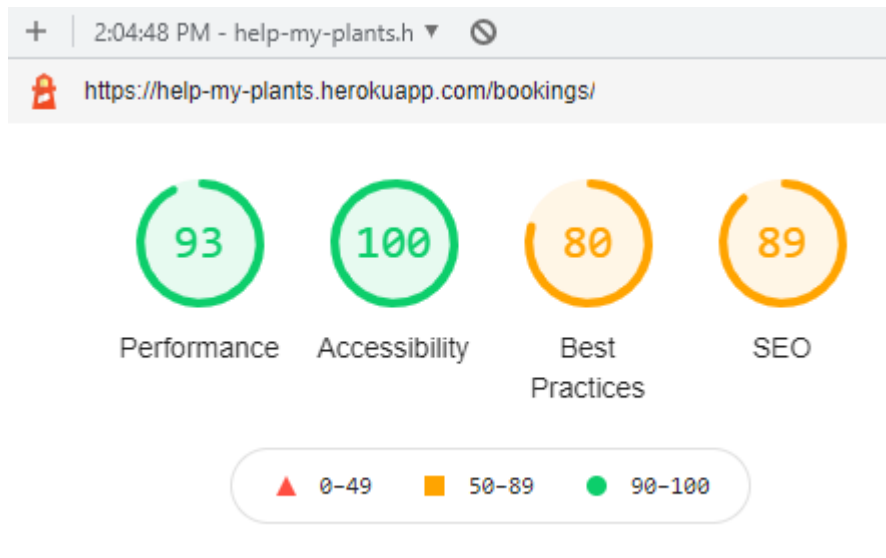 2:04:48 PM - help-my-plants.h
https://help-my-plants.herokuapp.com/bookings/
93 100 80 89
Performance Accessibility Best Practices SEO
0–49 50–89 90–100